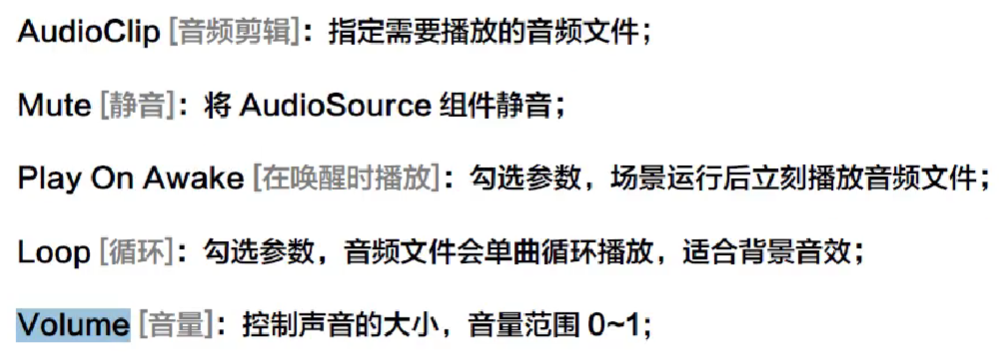 AudioClip [音频剪辑]：指定需要播放的音频文件；
Mute [静音]：将 AudioSource 组件静音；
Play On Awake [在唤醒时播放]：勾选参数，场景运行后立刻播放音频文件；
Loop [循环]：勾选参数，音频文件会单曲循环播放，适合背景音效；
Volume [音量]：控制声音的大小，音量范围 0~1;